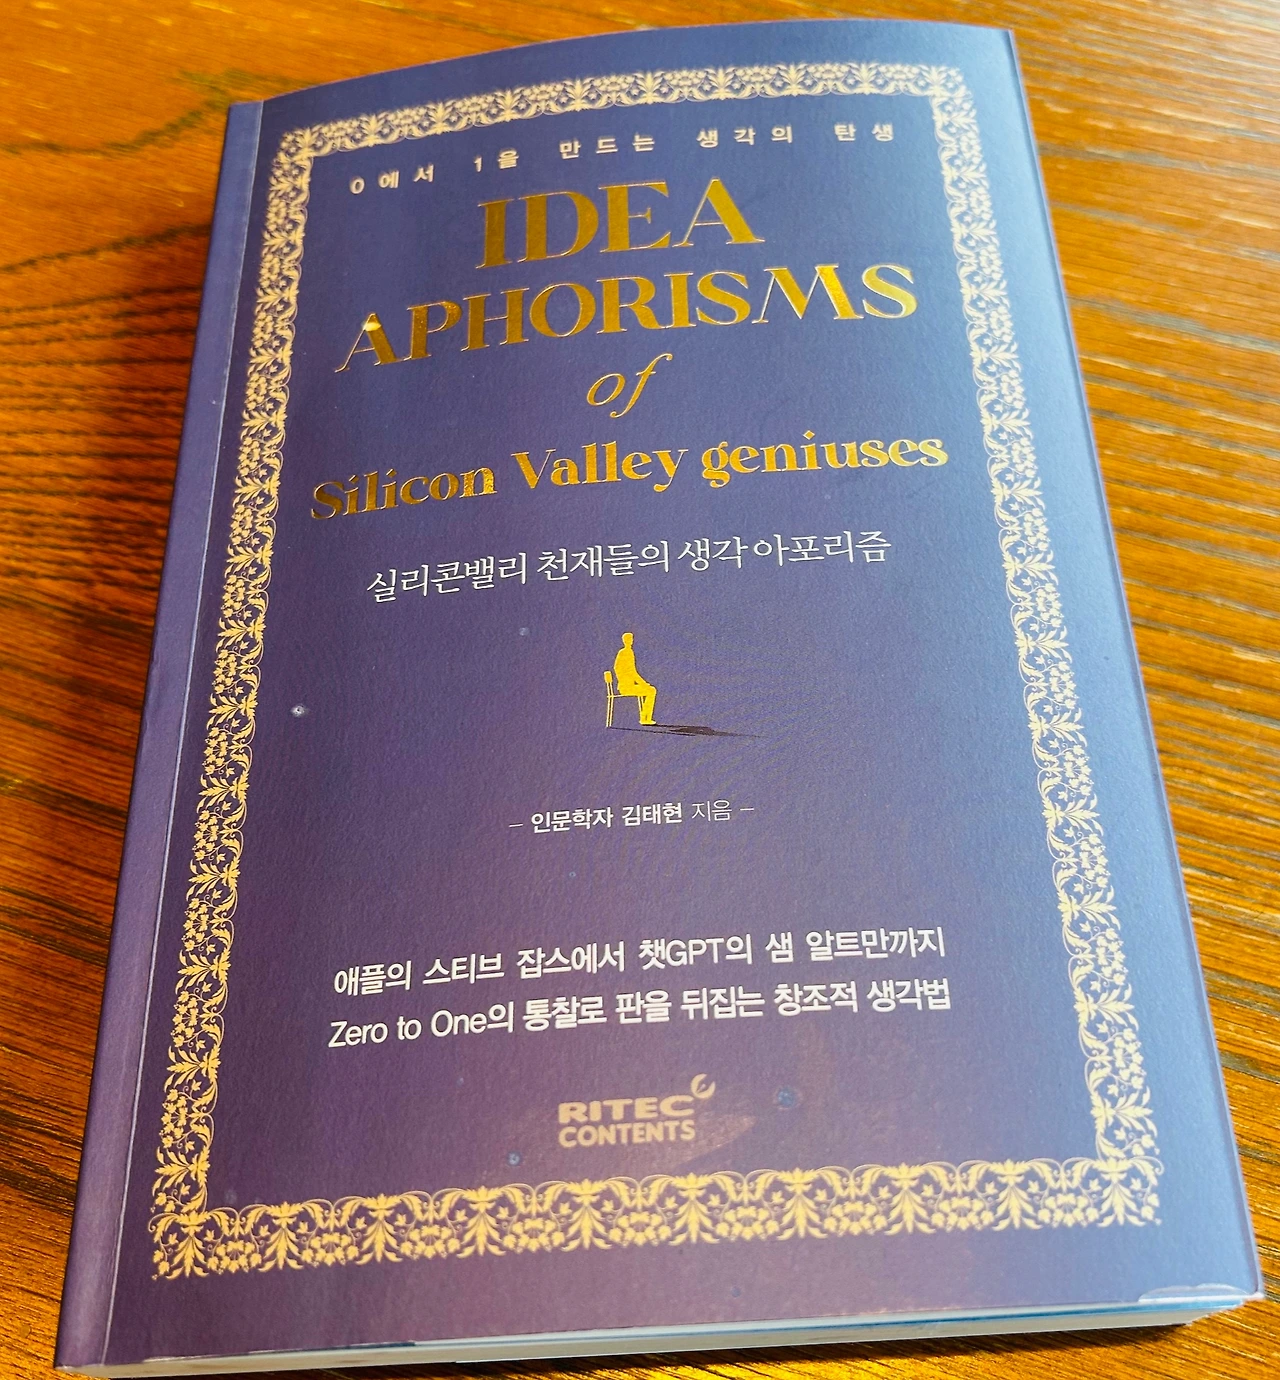 0에서 1을 만드는 생각의 탄생
IDEA
APHORISMS
of
Silicon Valley geniuses
실리콘밸리 천재들의 생각 아포리즘
– 인문학자 김태현 지음 –
애플의 스티브 잡스에서 챗GPT의 샘 알트만까지
Zero to One의 통찰로 판을 뒤집는 창조적 생각법
RITEC
CONTENTS